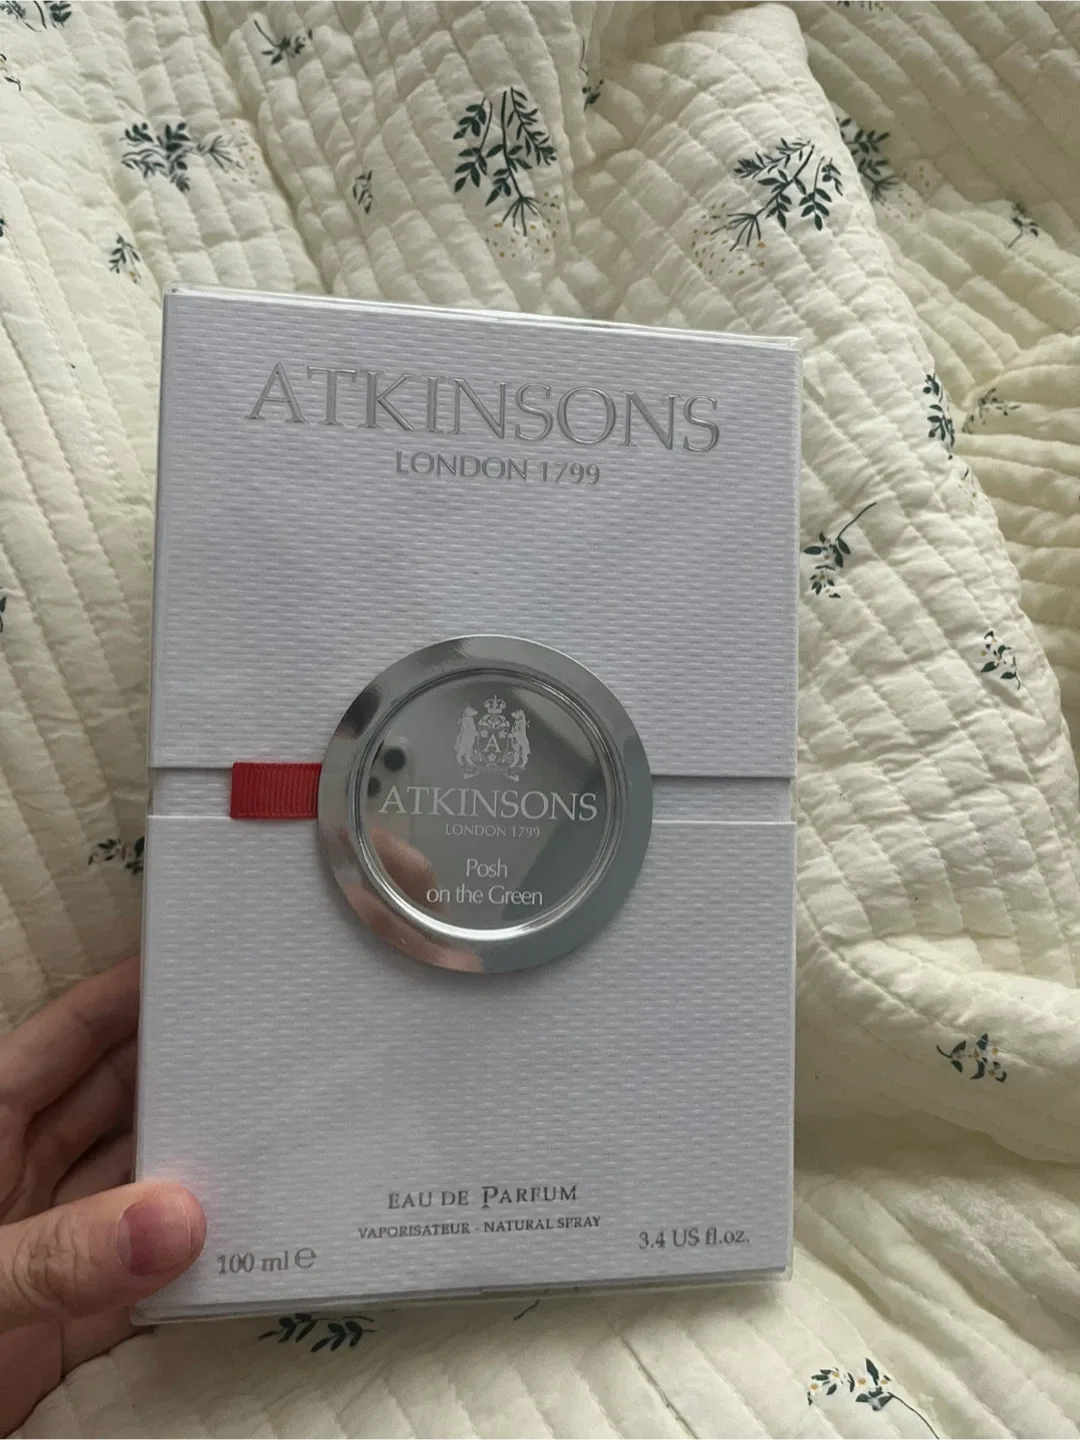 ATKINSONS
LONDON 1799
A
ATKINSONS
LONDON 1799
Posh
on the Green
EAU DE PARFUM
VAPORISATEUR - NATURAL SPRAY
100 ml ℮
3.4 US fl.oz.